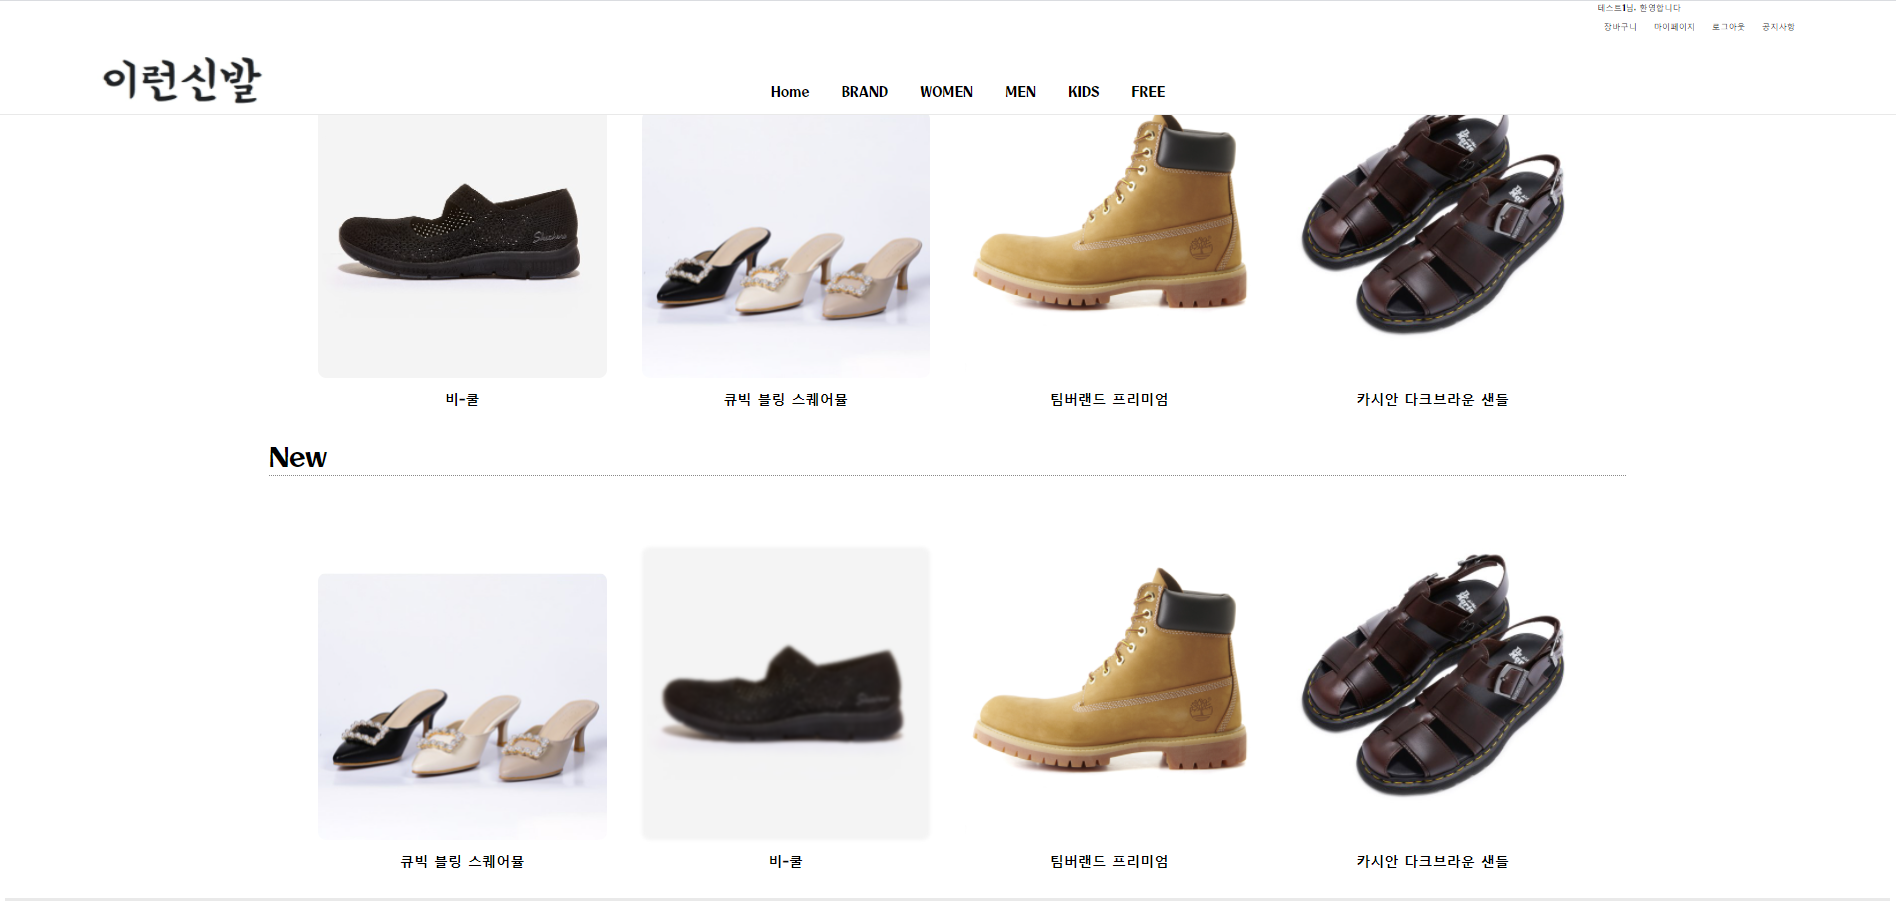 테스트1님. 환영합니다
장바구니 마이페이지 로그아웃 공지사항
이런신발
Home BRAND WOMEN MEN KIDS FREE
Skechers
비-쿨 큐빅 블링 스퀘어뮬 팀버랜드 프리미엄 카시안 다크브라운 샌들
New
큐빅 블링 스퀘어뮬 비-쿨 팀버랜드 프리미엄 카시안 다크브라운 샌들